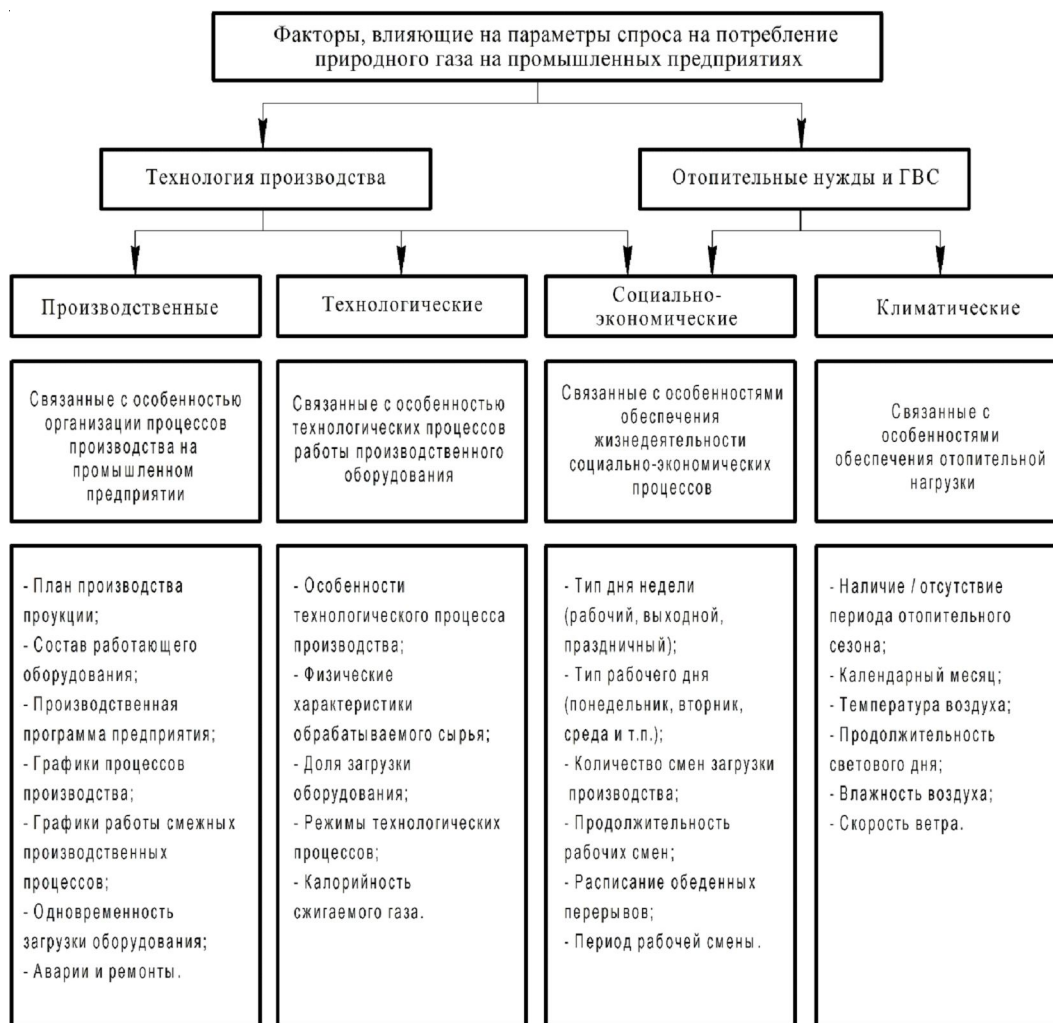 Факторы, влияющие на параметры спроса на потребление
природного газа на промышленных предприятиях
Технология производства
Отопительные нужды и ГВС
Производственные
Технологические
Социально-
экономические
Климатические
Связанные с особенностью
организации процессов
производства на
промышленном
предприятии
Связанные с особенностью
технологических процессов
работы производственного
оборудования
Связанные с особенностями
обеспечения
жизнедеятельности
социально-экономических
процессов
Связанные с
особенностями
обеспечения отопительной
нагрузки
- План производства
проукции;
- Состав работающего
оборудования;
- Производственная
программа предприятия;
- Графики процессов
производства;
- Графики работы смежных
производственных
процессов;
- Одновременность
загрузки оборудования;
- Аварии и ремонты.
- Особенности
технологического процесса
производства;
- Физические
характеристики
обрабатываемого сырья;
- Доля загрузки
оборудования;
- Режимы технологических
процессов;
- Калорийность
сжигаемого газа.
- Тип дня недели
(рабочий, выходной,
праздничный);
- Тип рабочего дня
(понедельник, вторник,
среда и т.п.);
- Количество смен загрузки
производства;
- Продолжительность
рабочих смен;
- Расписание обеденных
перерывов;
- Период рабочей смены.
- Наличие / отсутствие
периода отопительного
сезона;
- Календарный месяц;
- Температура воздуха;
- Продолжительность
светового дня;
- Влажность воздуха;
- Скорость ветра.